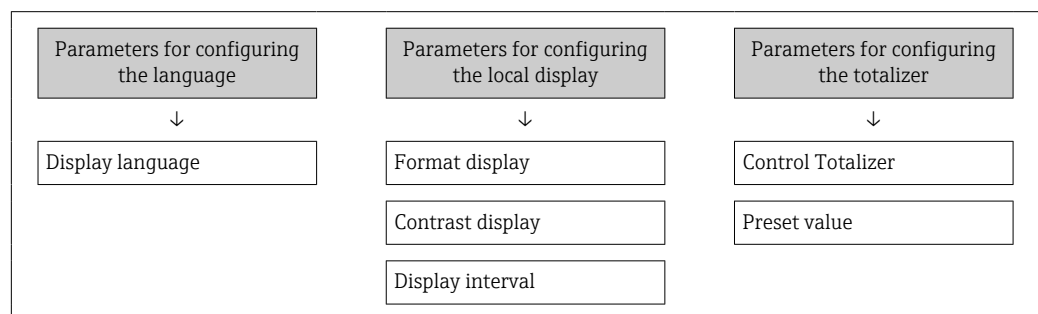 Parameters for configuring
the language
↓
Display language
Parameters for configuring
the local display
↓
Format display
Contrast display
Display interval
Parameters for configuring
the totalizer
↓
Control Totalizer
Preset value